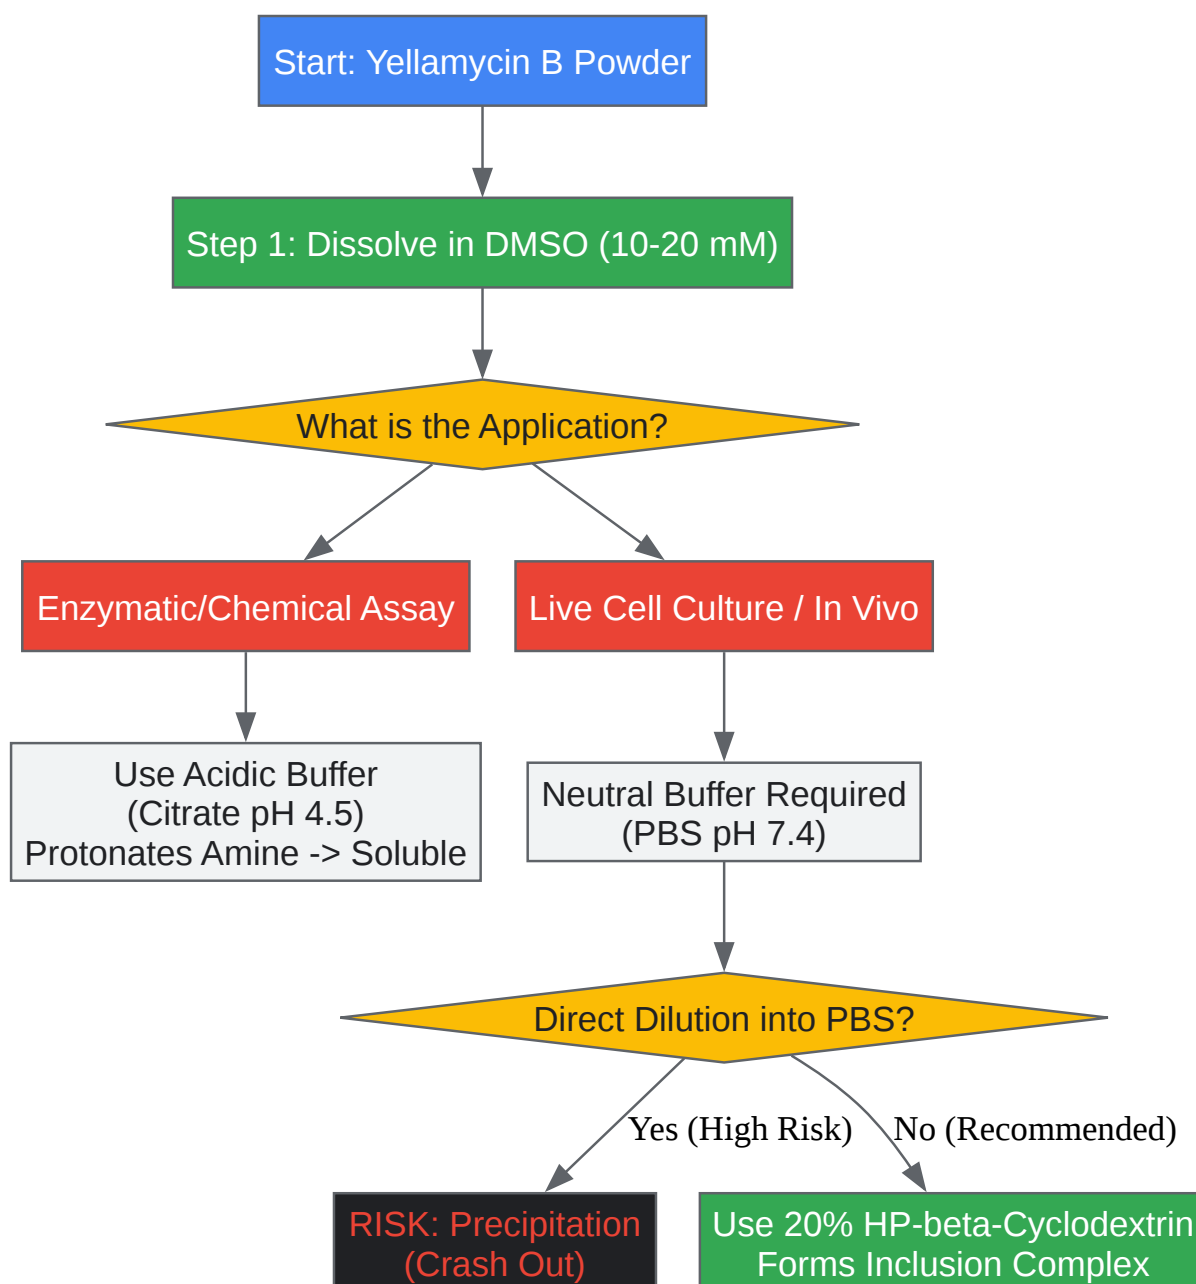 Start: Yellamycin B Powder
Step 1: Dissolve in DMSO (10-20 mM)
What is the Application?
Enzymatic/Chemical Assay
Live Cell Culture / In Vivo
Use Acidic Buffer
(Citrate pH 4.5)
Protonates Amine -> Soluble
Neutral Buffer Required
(PBS pH 7.4)
Direct Dilution into PBS?
Yes (High Risk)
No (Recommended)
RISK: Precipitation
(Crash Out)
Use 20% HP-beta-Cyclodextrin
Forms Inclusion Complex